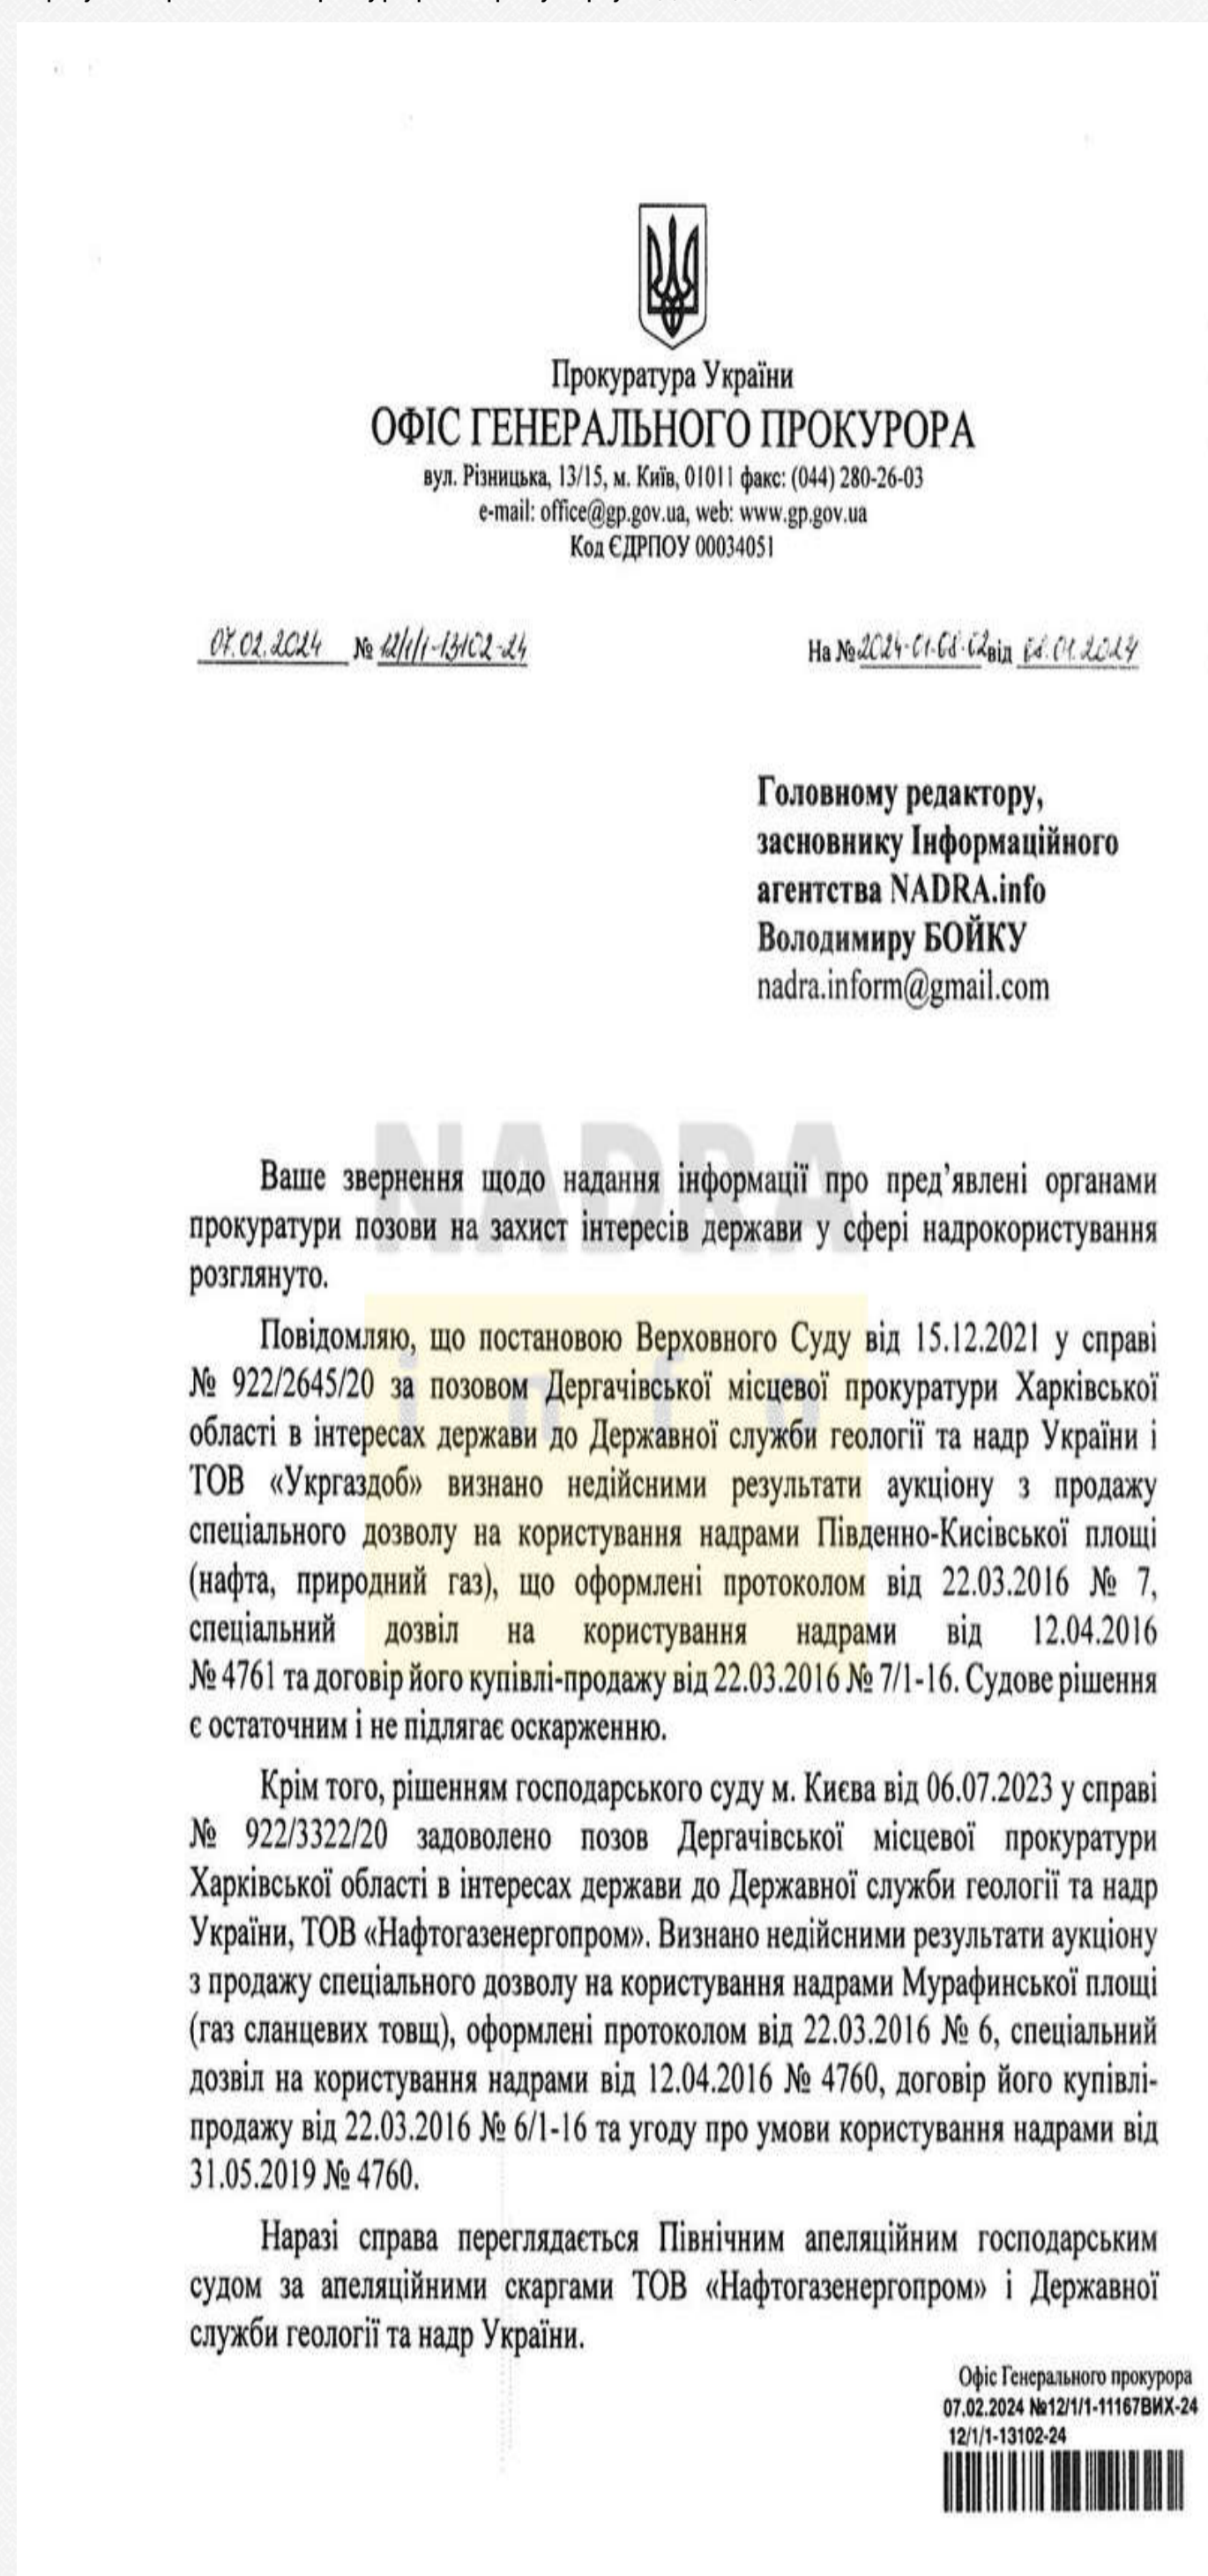 Прокуратура України
ОФІС ГЕНЕРАЛЬНОГО ПРОКУРОРА
вул. Різницька, 13/15, м. Київ, 01011 факс: (044) 280-26-03
e-mail: office@gp.gov.ua, web: www.gp.gov.ua
Код ЄДРПОУ 00034051
07.02.2024 № 12/1/1-13102-24 На № 2024-01-08-02 від 08.01.2024
Головному редактору,
засновнику Інформаційного
агентства NADRA.info
Володимиру БОЙКУ
nadra.inform@gmail.com
NADRA
Ваше звернення щодо надання інформації про пред’явлені органами
прокуратури позови на захист інтересів держави у сфері надрокористування
розглянуто.
info
Повідомляю, що постановою Верховного Суду від 15.12.2021 у справі
№ 922/2645/20 за позовом Дергачівської місцевої прокуратури Харківської
області в інтересах держави до Державної служби геології та надр України і
ТОВ «Укргаздоб» визнано недійсними результати аукціону з продажу
спеціального дозволу на користування надрами Південно-Кисівської площі
(нафта, природний газ), що оформлені протоколом від 22.03.2016 № 7,
спеціальний дозвіл на користування надрами від 12.04.2016
№ 4761 та договір його купівлі-продажу від 22.03.2016 № 7/1-16. Судове рішення
є остаточним і не підлягає оскарженню.
Крім того, рішенням господарського суду м. Києва від 06.07.2023 у справі
№ 922/3322/20 задоволено позов Дергачівської місцевої прокуратури
Харківської області в інтересах держави до Державної служби геології та надр
України, ТОВ «Нафтогазенергопром». Визнано недійсними результати аукціону
з продажу спеціального дозволу на користування надрами Мурафинської площі
(газ сланцевих товщ), оформлені протоколом від 22.03.2016 № 6, спеціальний
дозвіл на користування надрами від 12.04.2016 № 4760, договір його купівлі-
продажу від 22.03.2016 № 6/1-16 та угоду про умови користування надрами від
31.05.2019 № 4760.
Наразі справа переглядається Північним апеляційним господарським
судом за апеляційними скаргами ТОВ «Нафтогазенергопром» і Державної
служби геології та надр України.
Офіс Генерального прокурора
07.02.2024 №12/1/1-11167ВИХ-24
12/1/1-13102-24